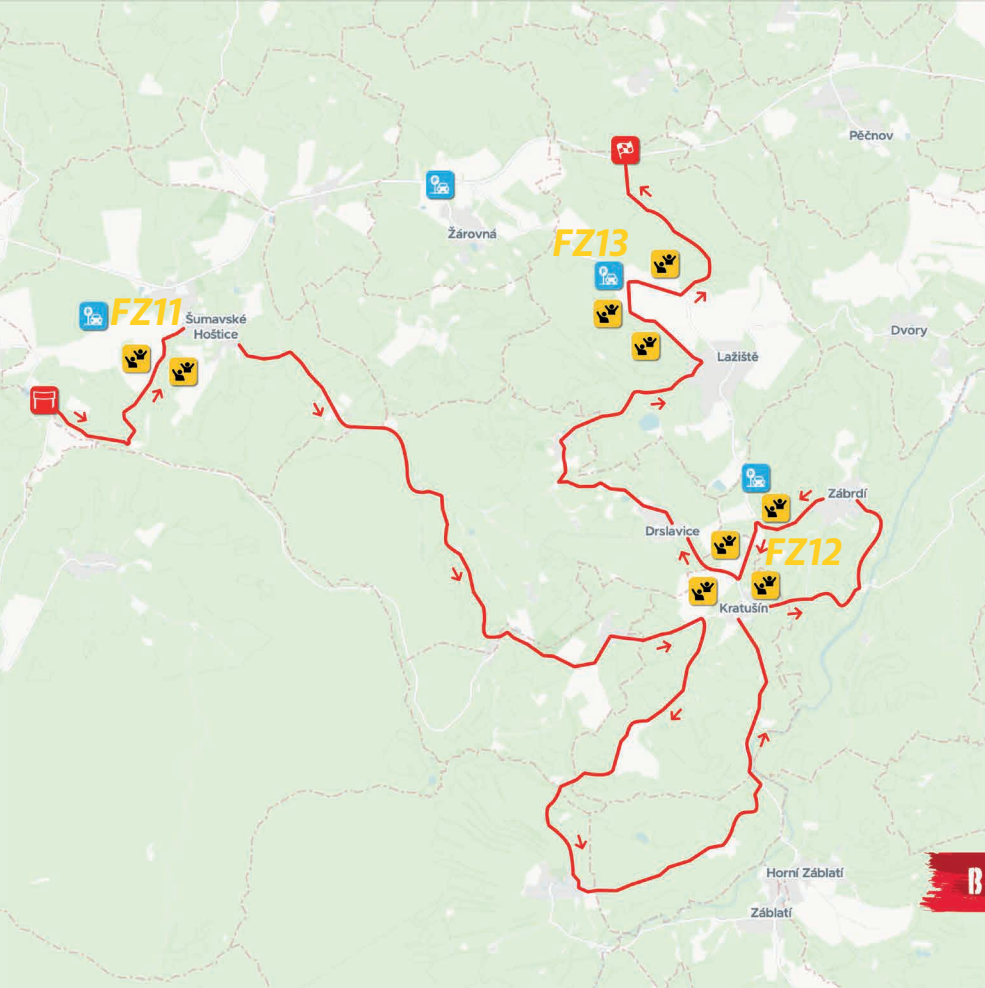 Pěčnov
Žárovná
FZ13
FZ11
Šumavské
Hoštice
Dvory
Lažiště
Zábrdí
Drslavice
FZ12
Kratušín
Horní Záblatí
B
Záblatí